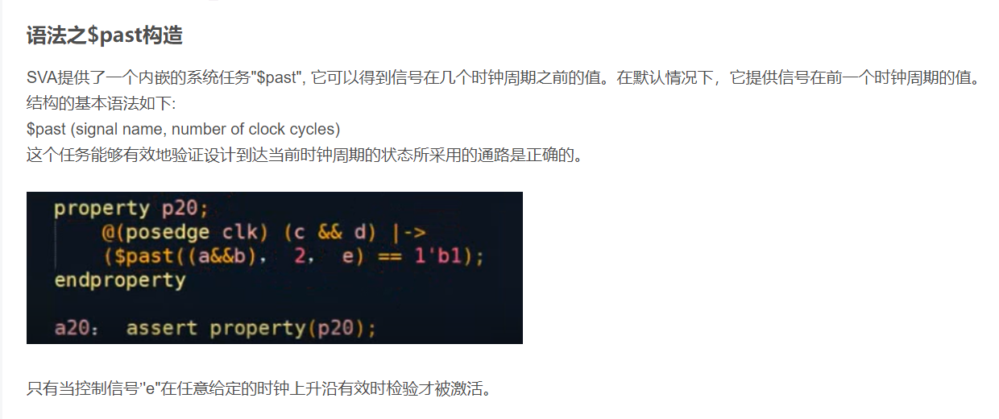 语法之$past构造
SVA提供了一个内嵌的系统任务"$past", 它可以得到信号在几个时钟周期之前的值。在默认情况下，它提供信号在前一个时钟周期的值。
结构的基本语法如下:
$past (signal name, number of clock cycles)
这个任务能够有效地验证设计到达当前时钟周期的状态所采用的通路是正确的。
property p20;
@(posedge clk) (c && d) |->
($past((a&&b)， 2， e) == 1'b1);
endproperty
a20： assert property(p20);
只有当控制信号’'e"在任意给定的时钟上升沿有效时检验才被激活。